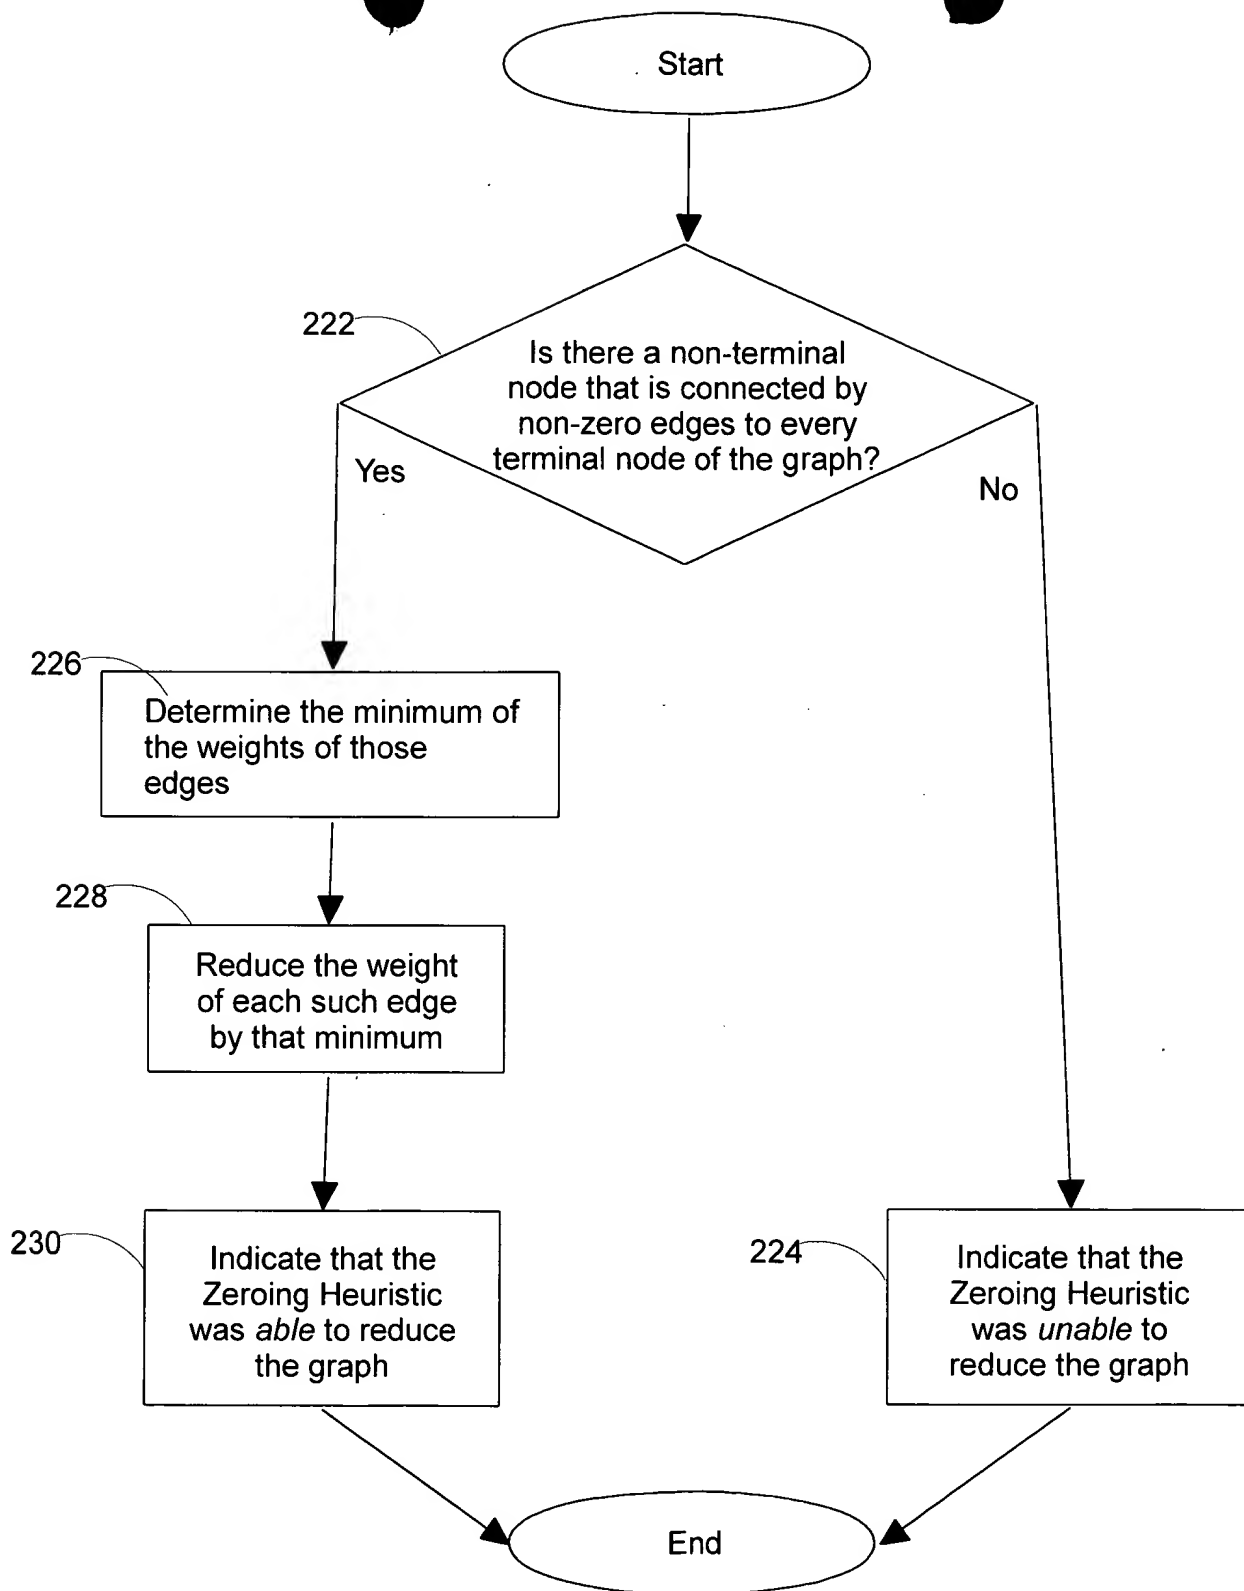 Start
222
Is there a non-terminal
node that is connected by
non-zero edges to every
terminal node of the graph?
Yes
No
226
Determine the minimum of
the weights of those
edges
228
Reduce the weight
of each such edge
by that minimum
230
Indicate that the
Zeroing Heuristic
was able to reduce
the graph
224
Indicate that the
Zeroing Heuristic
was unable to
reduce the graph
End